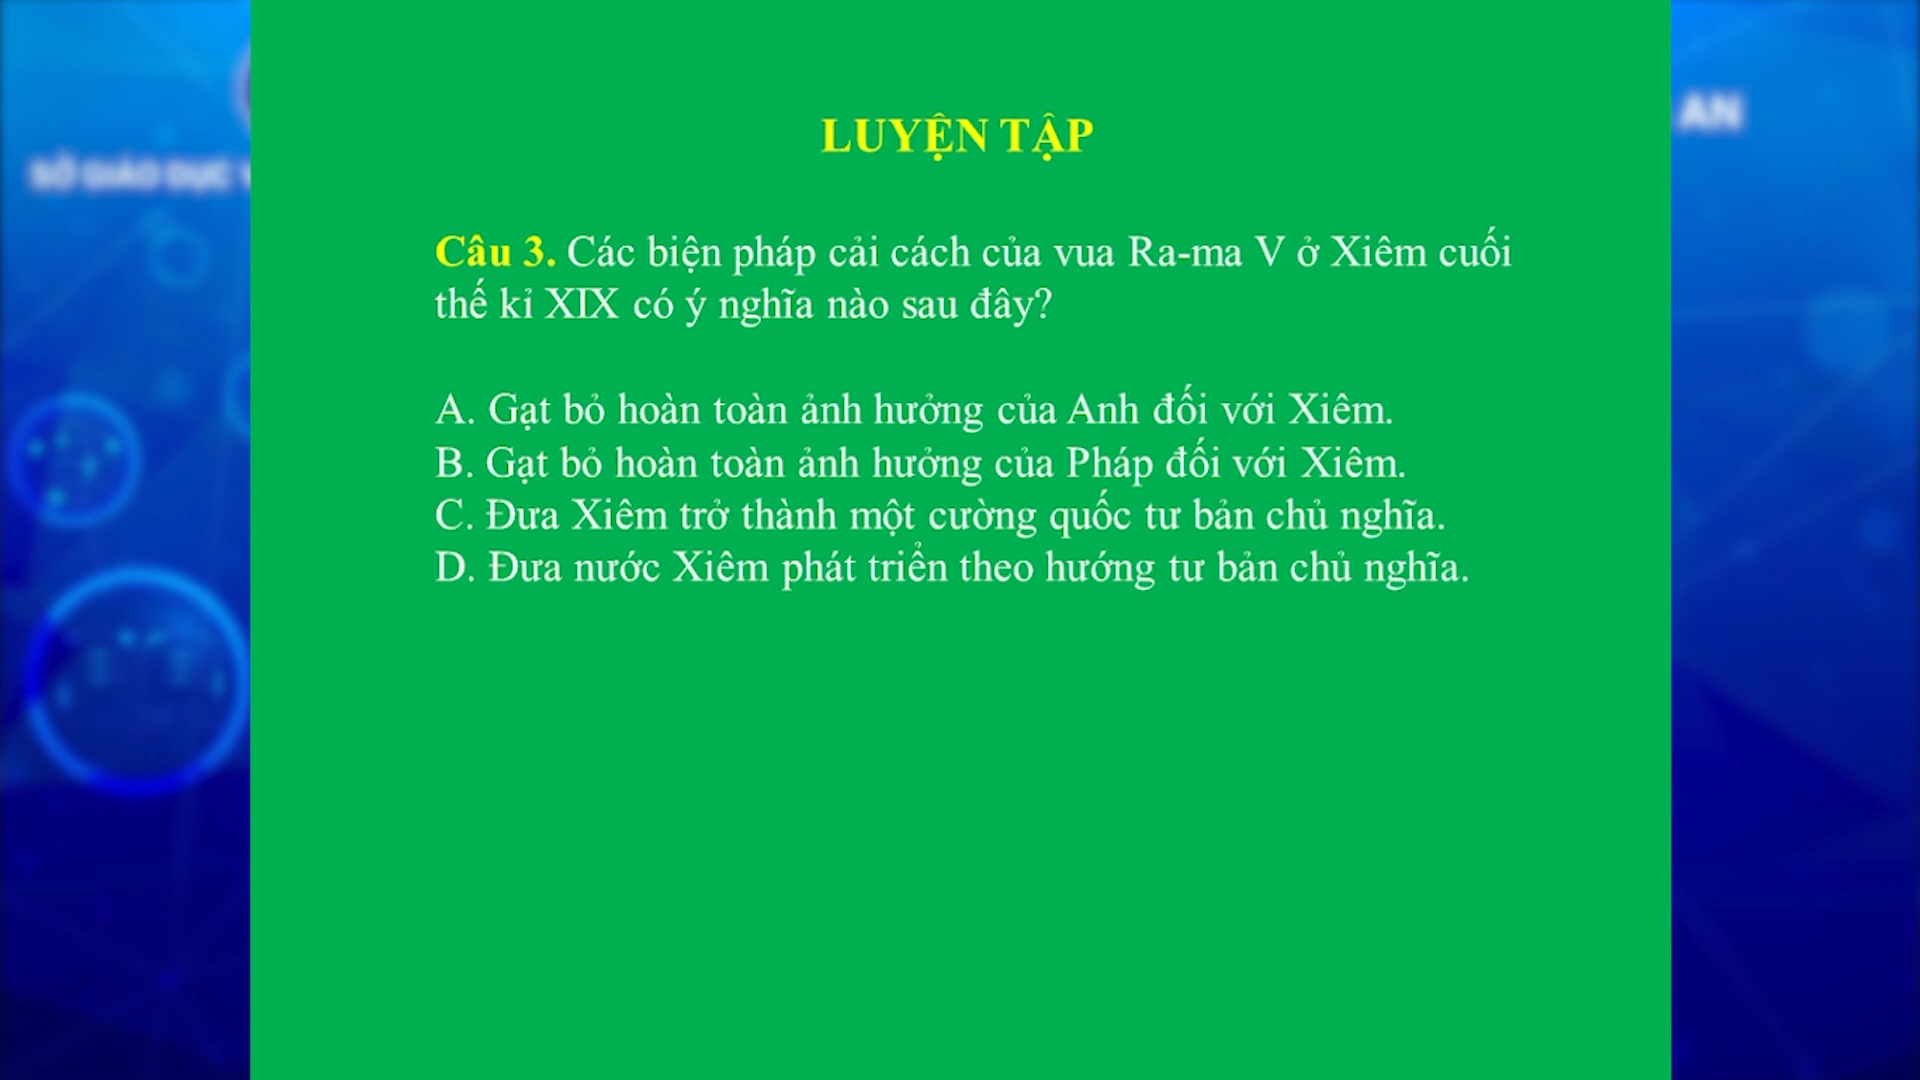 AN
SỞ GIÁO DỤC
LUYỆN TẬP
Câu 3. Các biện pháp cải cách của vua Ra-ma V ở Xiêm cuối
thế kỉ XIX có ý nghĩa nào sau đây?
A. Gạt bỏ hoàn toàn ảnh hưởng của Anh đối với Xiêm.
B. Gạt bỏ hoàn toàn ảnh hưởng của Pháp đối với Xiêm.
C. Đưa Xiêm trở thành một cường quốc tư bản chủ nghĩa.
D. Đưa nước Xiêm phát triển theo hướng tư bản chủ nghĩa.